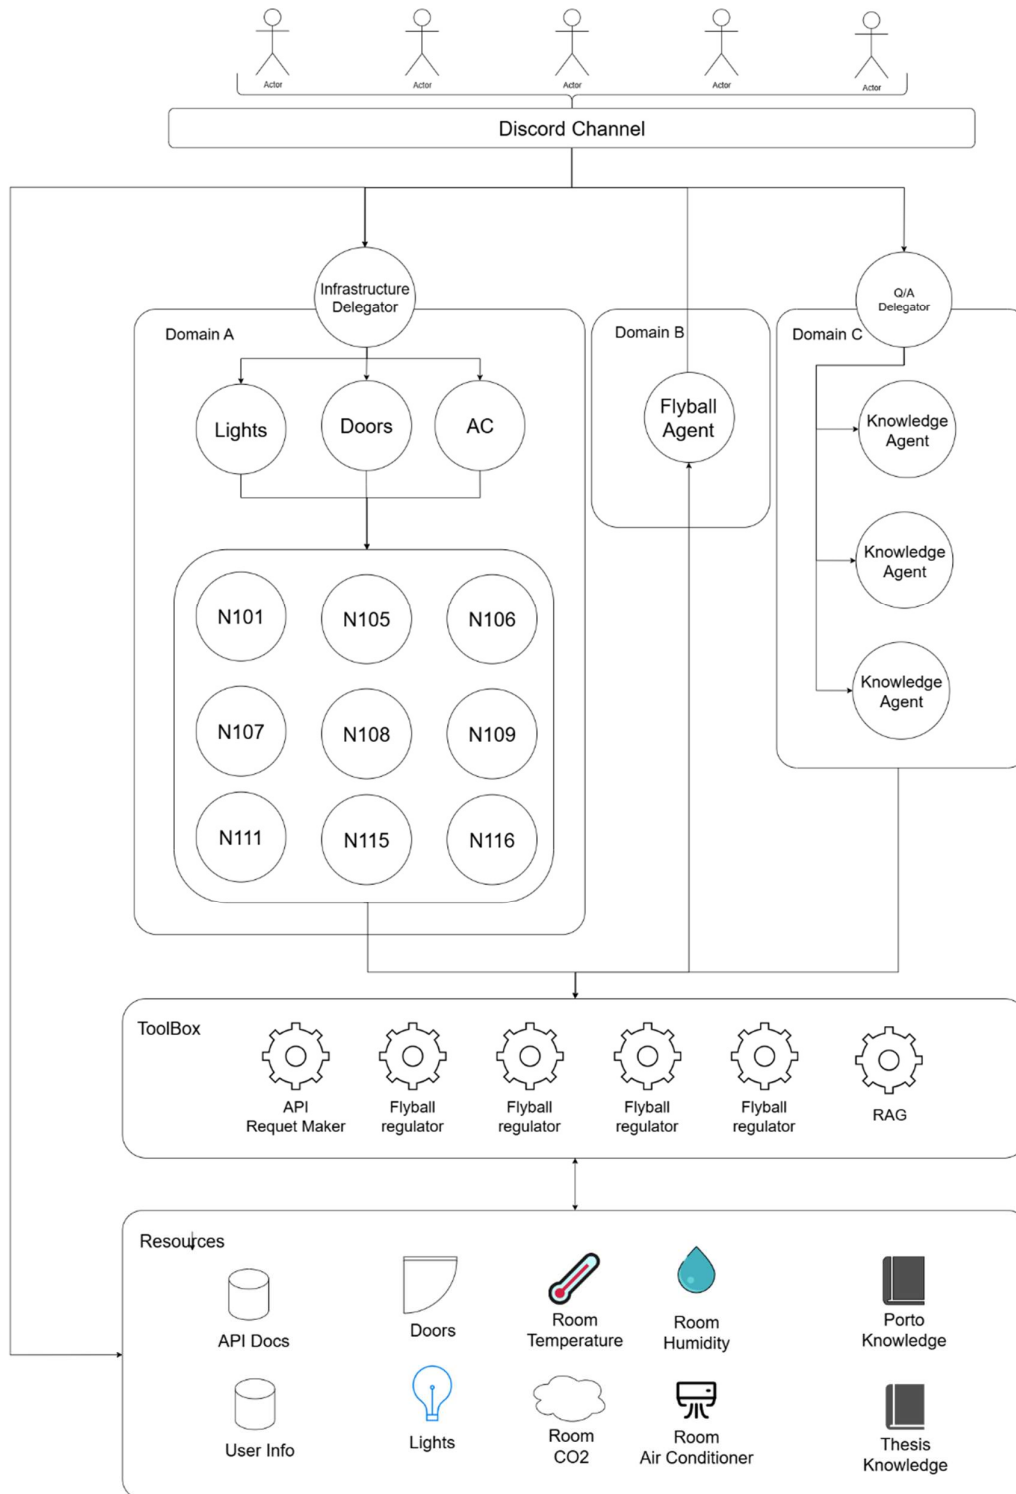 Actor
Actor
Actor
Actor
Actor
Discord Channel
Infrastructure
Delegator
Q/A
Delegator
Domain A
Domain B
Domain C
Lights
Doors
AC
Flyball
Agent
Knowledge
Agent
Knowledge
Agent
Knowledge
Agent
N101
N105
N106
N107
N108
N109
N111
N115
N116
ToolBox
API
Requet Maker
Flyball
regulator
Flyball
regulator
Flyball
regulator
Flyball
regulator
RAG
Resources
API Docs
Doors
Room
Temperature
Room
Humidity
Porto
Knowledge
User Info
Lights
Room
CO2
Room
Air Conditioner
Thesis
Knowledge